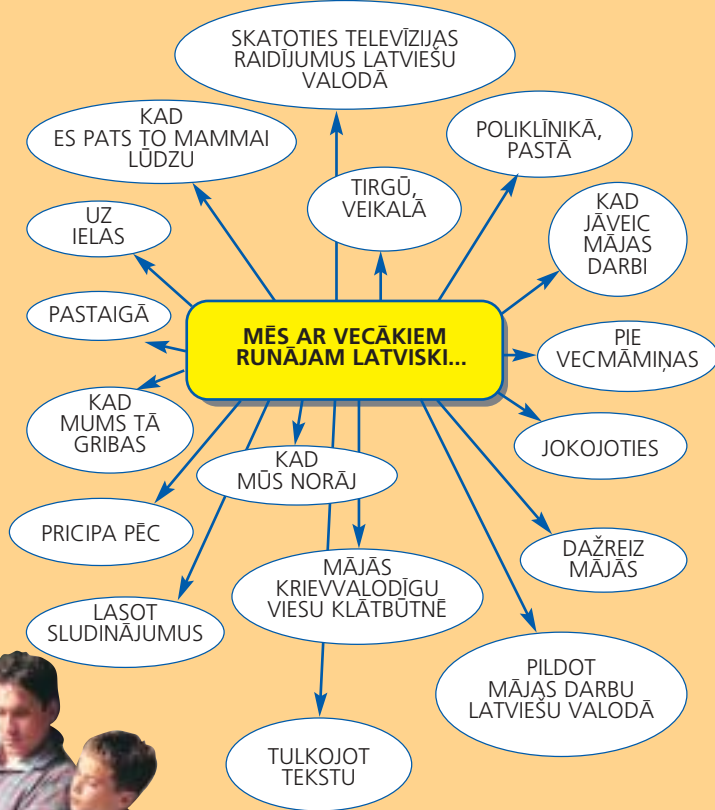 SKATOTIES TELEVĪZIJAS
RAIDĪJUMUS LATVIEŠU
VALODĀ
KAD
ES PATS TO MAMMAI
LŪDZU
POLIKLĪNIKĀ,
PASTĀ
TIRGŪ,
VEIKALĀ
UZ
IELAS
KAD
JĀVEIC
MĀJAS
DARBI
PASTAIGĀ
MĒS AR VECĀKIEM
RUNĀJAM LATVISKI...
PIE
VECMĀMIŅAS
KAD
MUMS TĀ
GRIBAS
KAD
MŪS NORĀJ
JOKOJOTIES
PRICIPA PĒC
MĀJĀS
KRIEVVALODĪGU
VIESU KLĀTBŪTNĒ
DAŽREIZ
MĀJĀS
LASOT
SLUDINĀJUMUS
PILDOT
MĀJAS DARBU
LATVIEŠU VALODĀ
TULKOJOT
TEKSTU